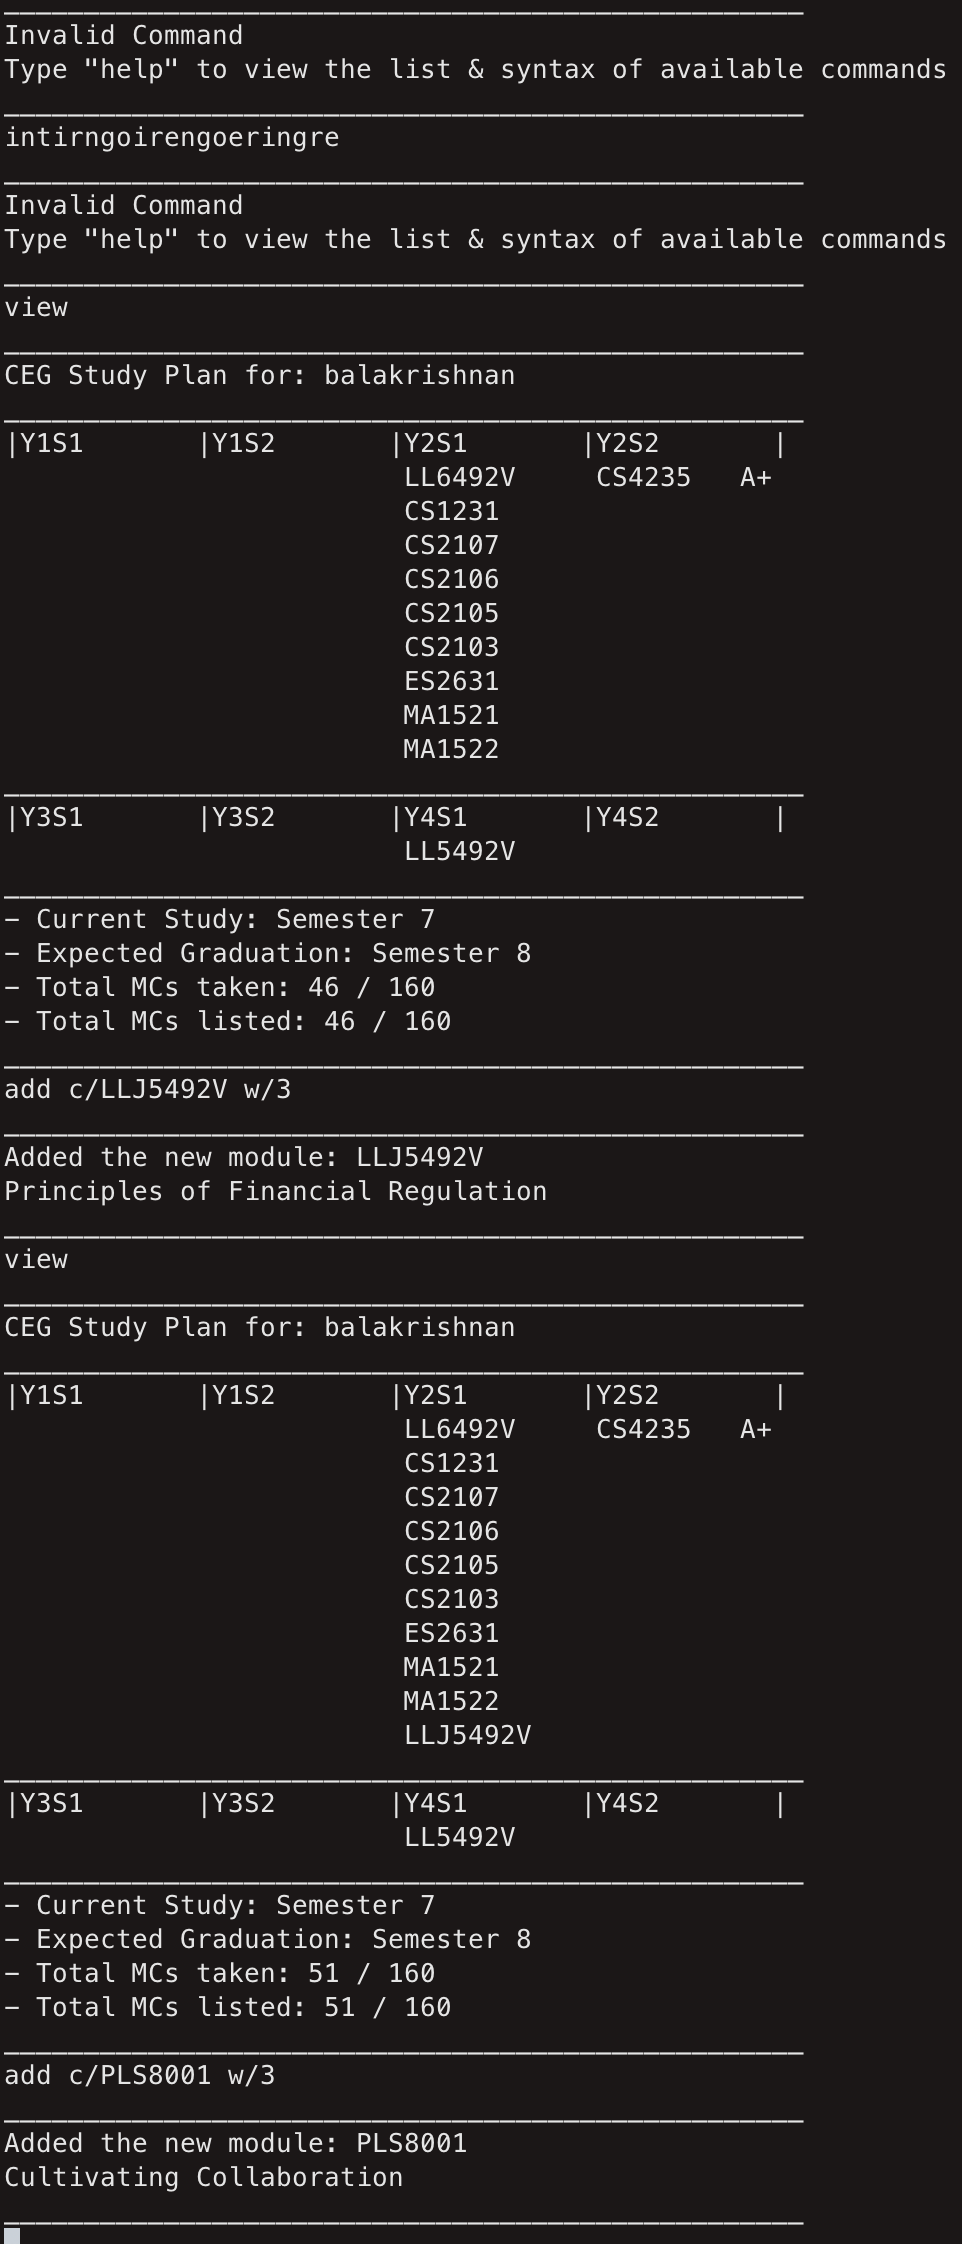 Invalid Command
Type "help" to view the list & syntax of available commands
intirngoirengoeringre
Invalid Command
Type "help" to view the list & syntax of available commands
view
CEG Study Plan for: balakrishnan
|Y1S1 |Y1S2 |Y2S1 |Y2S2 |
LL6492V CS4235 A+
CS1231
CS2107
CS2106
CS2105
CS2103
ES2631
MA1521
MA1522
|Y3S1 |Y3S2 |Y4S1 |Y4S2 |
LL5492V
- Current Study: Semester 7
- Expected Graduation: Semester 8
- Total MCs taken: 46 / 160
- Total MCs listed: 46 / 160
add c/LLJ5492V w/3
Added the new module: LLJ5492V
Principles of Financial Regulation
view
CEG Study Plan for: balakrishnan
|Y1S1 |Y1S2 |Y2S1 |Y2S2 |
LL6492V CS4235 A+
CS1231
CS2107
CS2106
CS2105
CS2103
ES2631
MA1521
MA1522
LLJ5492V
|Y3S1 |Y3S2 |Y4S1 |Y4S2 |
LL5492V
- Current Study: Semester 7
- Expected Graduation: Semester 8
- Total MCs taken: 51 / 160
- Total MCs listed: 51 / 160
add c/PLS8001 w/3
Added the new module: PLS8001
Cultivating Collaboration